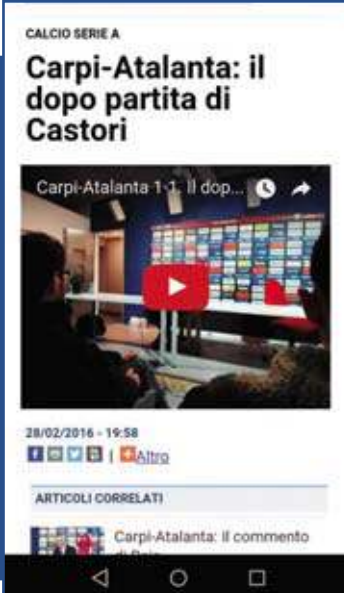 CALCIO SERIE A
Carpi-Atalanta: il
dopo partita di
Castori
Carpi-Atalanta 1-1. Il dop...
28/02/2016 - 19:58
| Altro
ARTICOLI CORRELATI
Carpi-Atalanta: Il commento
di